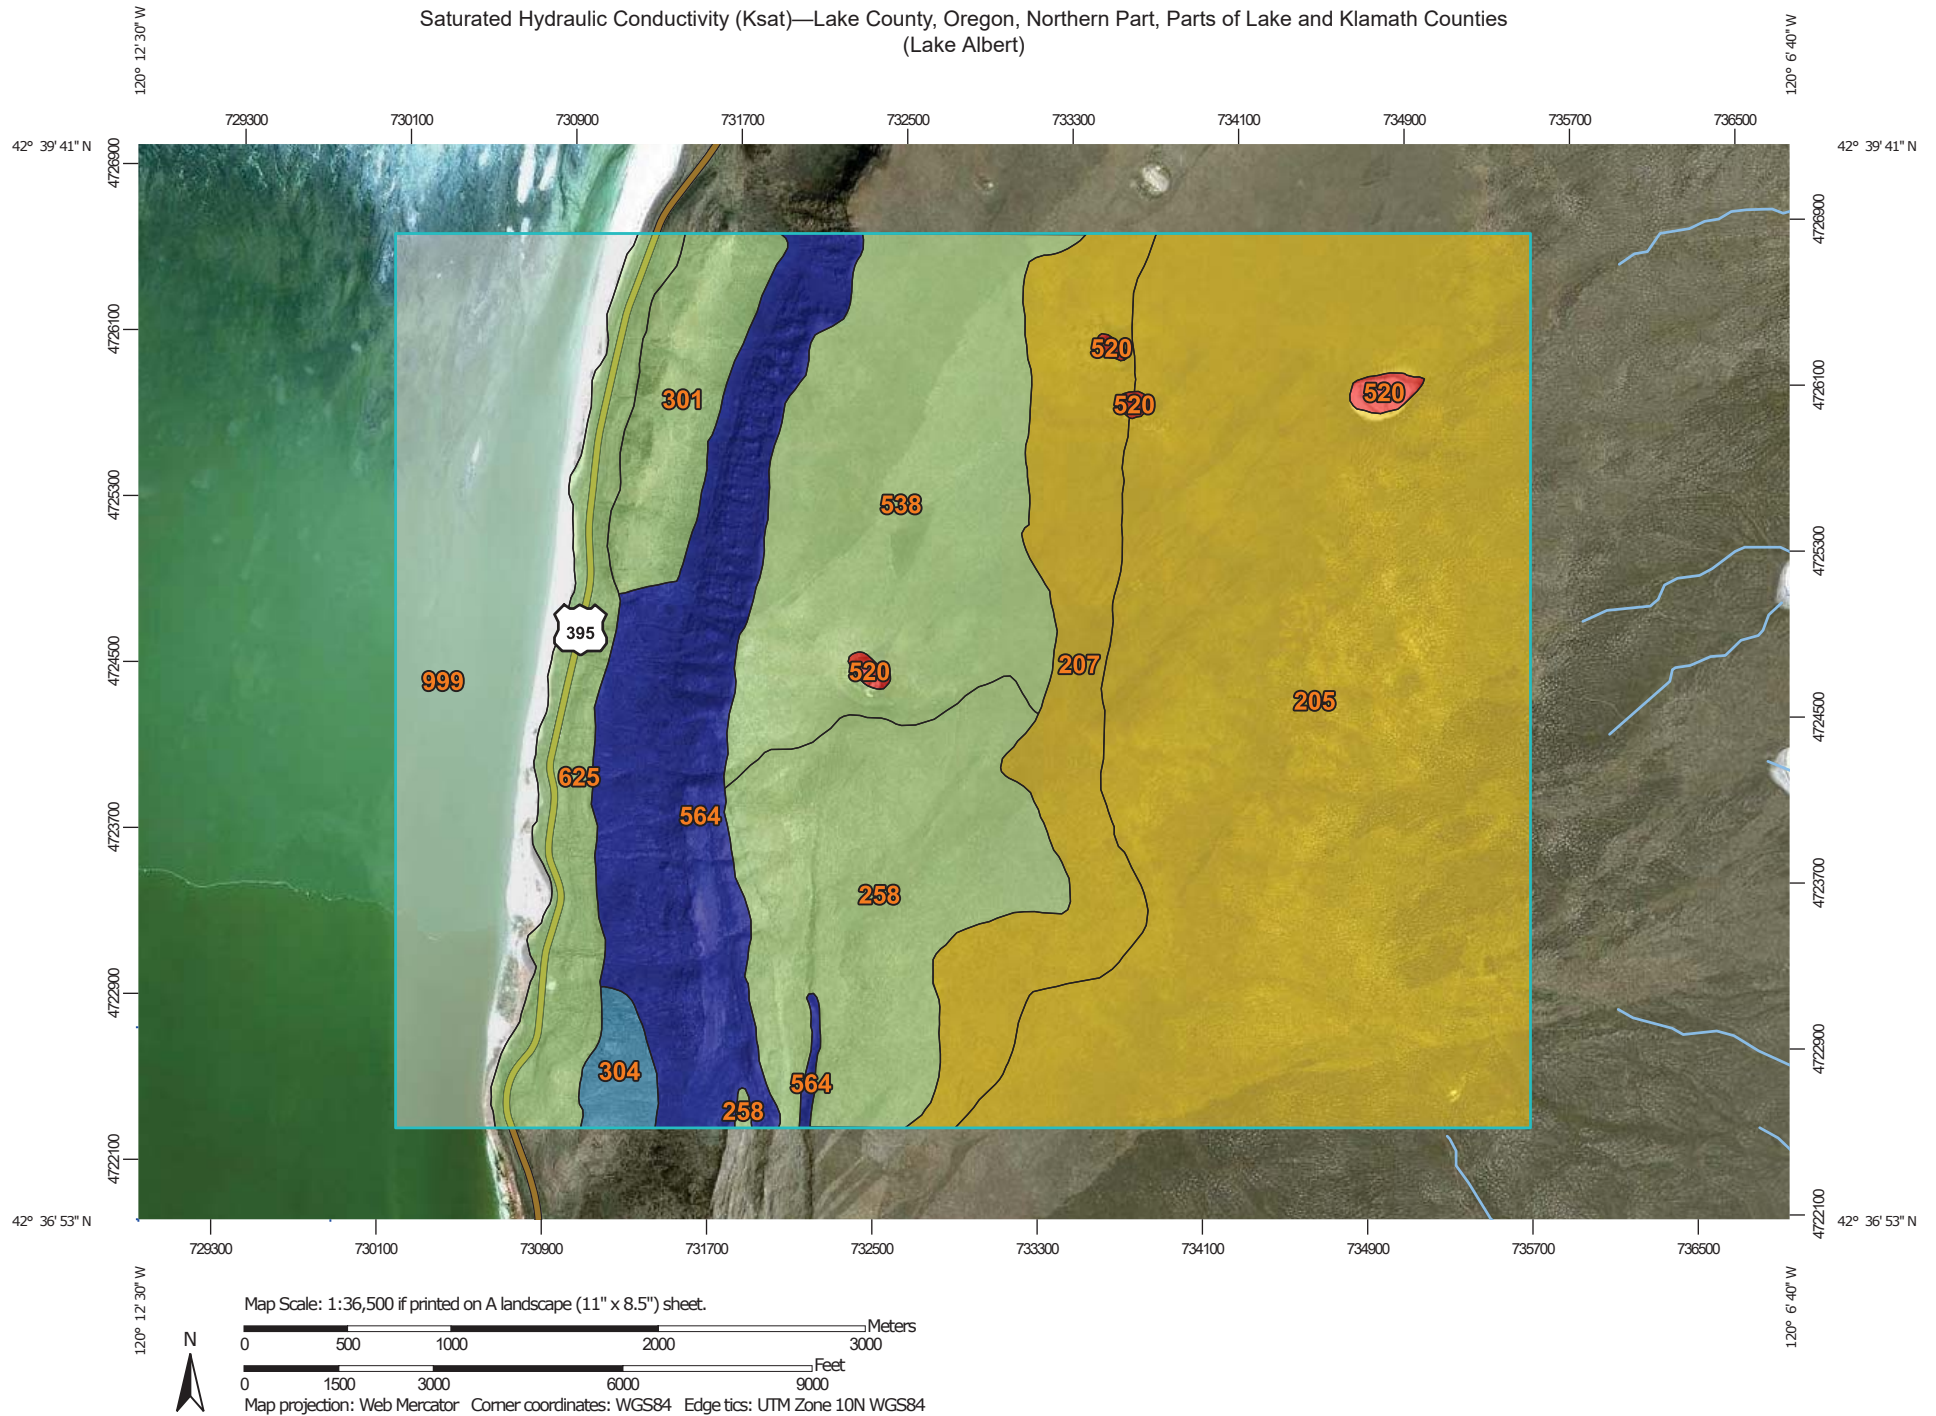 Saturated Hydraulic Conductivity (Ksat)—Lake County, Oregon, Northern Part, Parts of Lake and Klamath Counties
(Lake Albert)
120° 12' 30" W
120° 6' 40" W
729300 730100 730900 731700 732500 733300 734100 734900 735700 736500
42° 39' 41" N
42° 39' 41" N
4726900
4726900
4726100
4726100
4725300
4725300
4724500
4724500
4723700
4723700
4722900
4722900
4722100
4722100
520
520
520
301
538
395
520
207
999
205
625
564
258
304
564
258
42° 36' 53" N
42° 36' 53" N
729300 730100 730900 731700 732500 733300 734100 734900 735700 736500
120° 12' 30" W
120° 6' 40" W
Map Scale: 1:36,500 if printed on A landscape (11" x 8.5") sheet.
Meters
0 500 1000 2000 3000
Feet
0 1500 3000 6000 9000
N
Map projection: Web Mercator Corner coordinates: WGS84 Edge tics: UTM Zone 10N WGS84